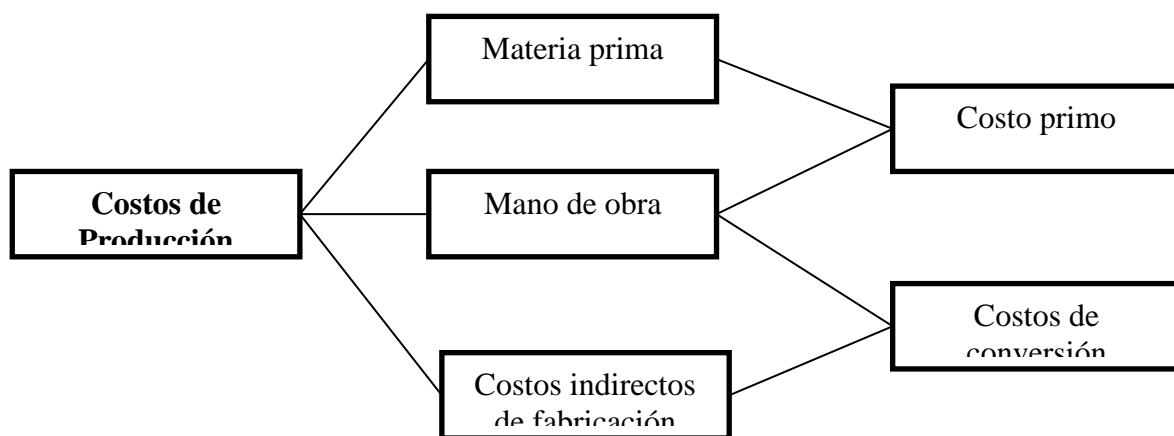 Materia prima
Costo primo
Costos de
Producción
Mano de obra
Costos de
conversión
Costos indirectos
de fabricación